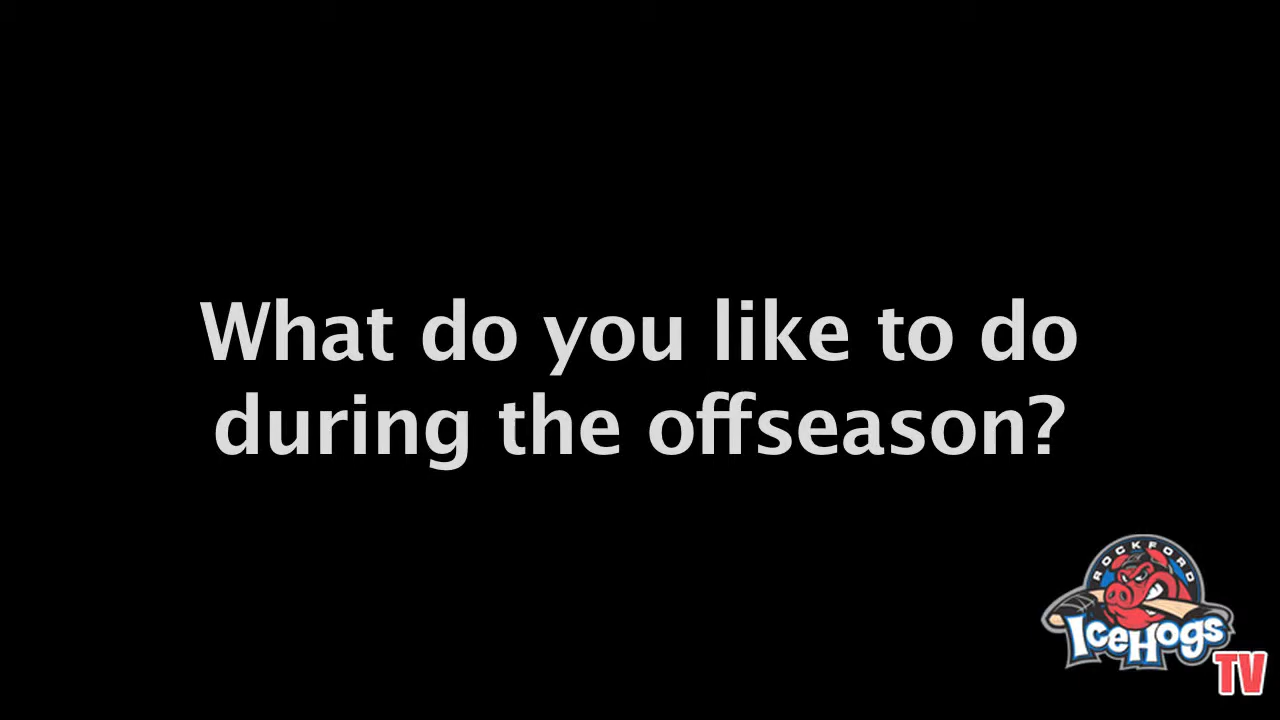 What do you like to do
during the offseason?
ROCKFORD
IceHogs
TV